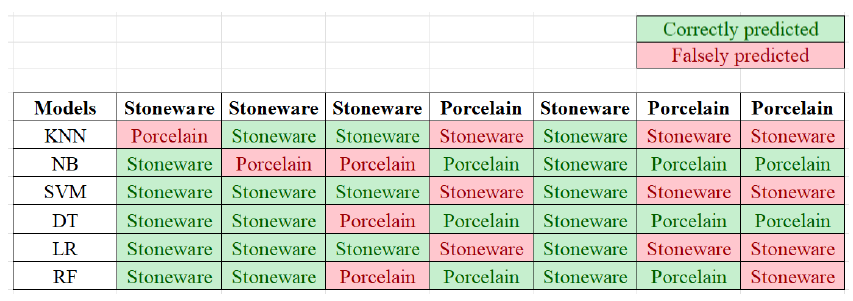 Correctly predicted
Falsely predicted
Models Stoneware Stoneware Stoneware Porcelain Stoneware Porcelain Porcelain
KNN Porcelain Stoneware Stoneware Stoneware Stoneware Stoneware Stoneware
NB Stoneware Porcelain Porcelain Porcelain Stoneware Porcelain Porcelain
SVM Stoneware Stoneware Stoneware Stoneware Stoneware Stoneware Stoneware
DT Stoneware Stoneware Porcelain Porcelain Stoneware Porcelain Porcelain
LR Stoneware Stoneware Stoneware Stoneware Stoneware Stoneware Stoneware
RF Stoneware Stoneware Porcelain Porcelain Stoneware Porcelain Stoneware